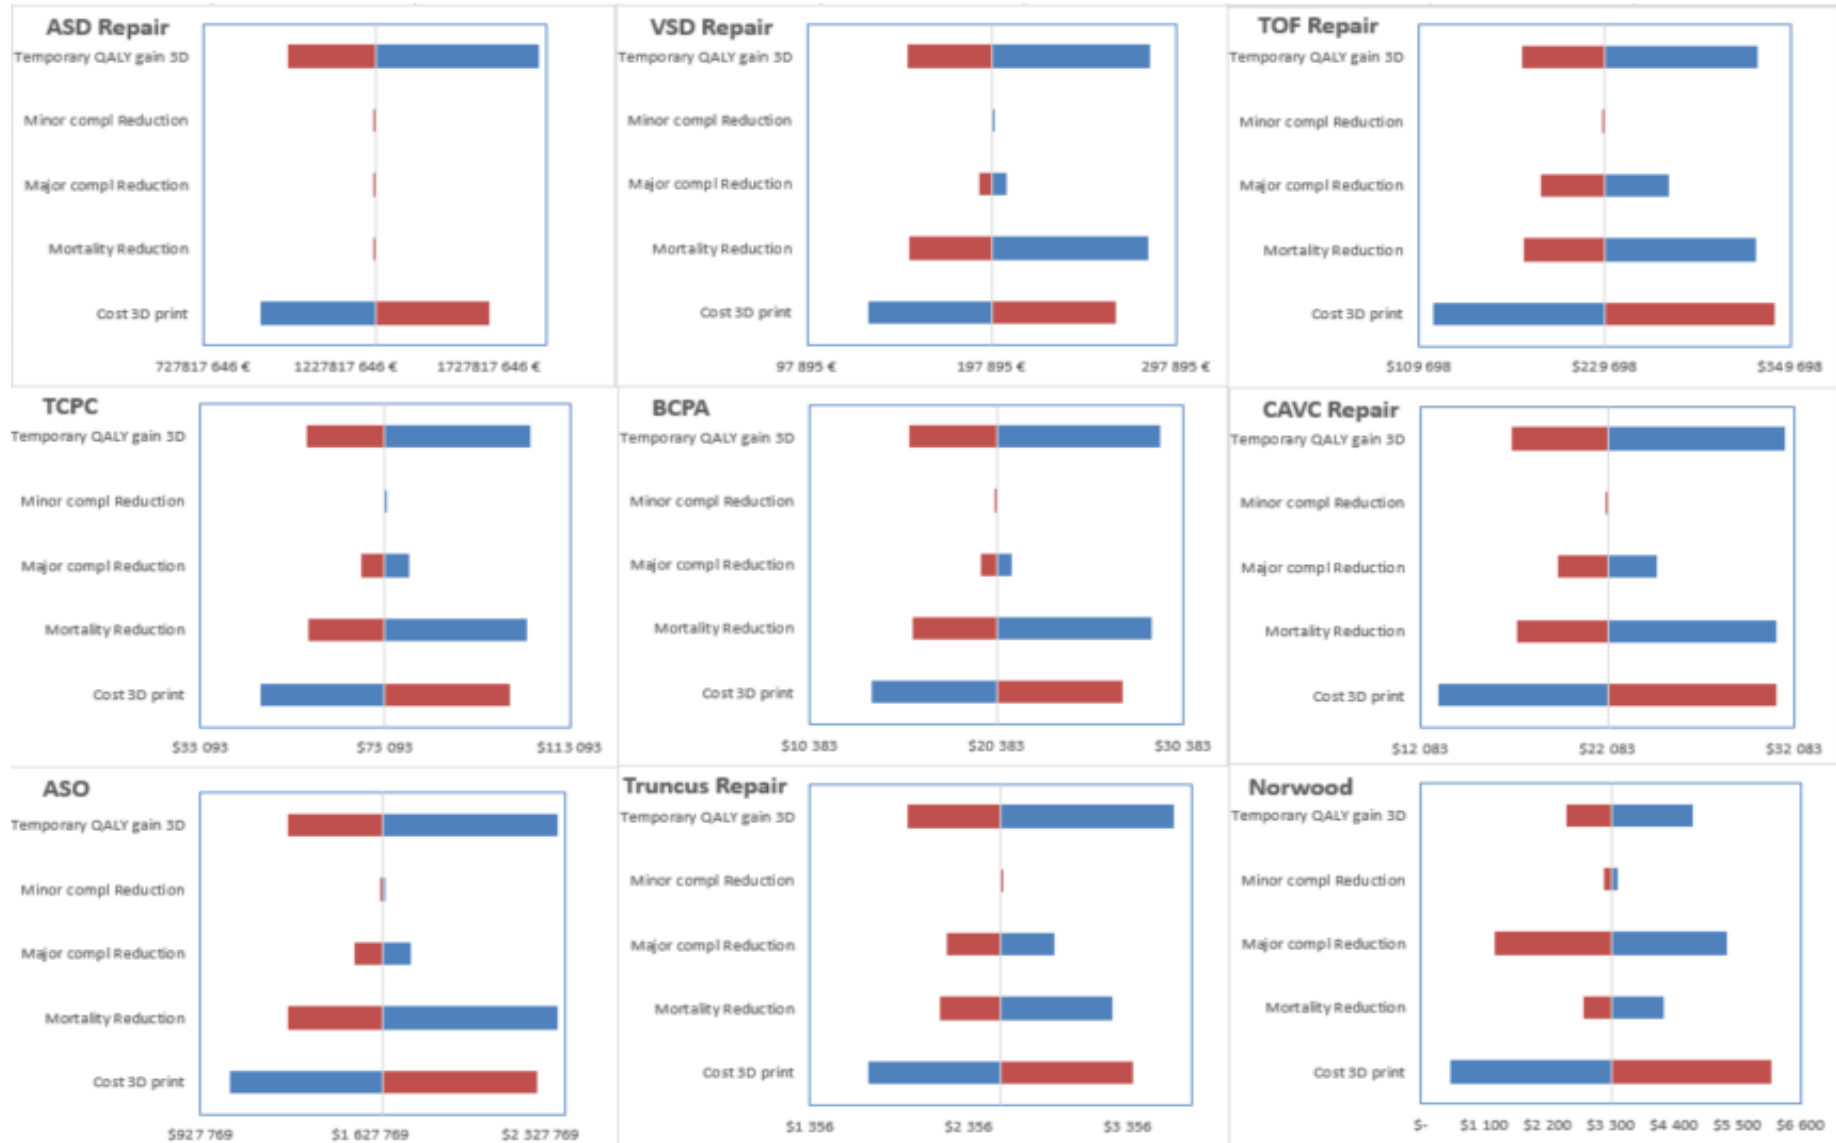 ASD Repair
Temporary QALY gain 3D
Minor compl Reduction
Major compl Reduction
Mortality Reduction
Cost 3D print
727817 646 € 1227817 646 € 1727817 646 €
VSD Repair
Temporary QALY gain 3D
Minor compl Reduction
Major compl Reduction
Mortality Reduction
Cost 3D print
97 895 € 197 895 € 297 895 €
TOF Repair
Temporary QALY gain 3D
Minor compl Reduction
Major compl Reduction
Mortality Reduction
Cost 3D print
$109 698 $229 698 $349 698
TCPC
Temporary QALY gain 3D
Minor compl Reduction
Major compl Reduction
Mortality Reduction
Cost 3D print
$33 093 $73 093 $113 093
BCPA
Temporary QALY gain 3D
Minor compl Reduction
Major compl Reduction
Mortality Reduction
Cost 3D print
$10 383 $20 383 $30 383
CAVC Repair
Temporary QALY gain 3D
Minor compl Reduction
Major compl Reduction
Mortality Reduction
Cost 3D print
$12 083 $22 083 $32 083
ASO
Temporary QALY gain 3D
Minor compl Reduction
Major compl Reduction
Mortality Reduction
Cost 3D print
$927 769 $1 627 769 $2 327 769
Truncus Repair
Temporary QALY gain 3D
Minor compl Reduction
Major compl Reduction
Mortality Reduction
Cost 3D print
$1 356 $2 356 $3 356
Norwood
Temporary QALY gain 3D
Minor compl Reduction
Major compl Reduction
Mortality Reduction
Cost 3D print
$- $1 100 $2 200 $3 300 $4 400 $5 500 $6 600